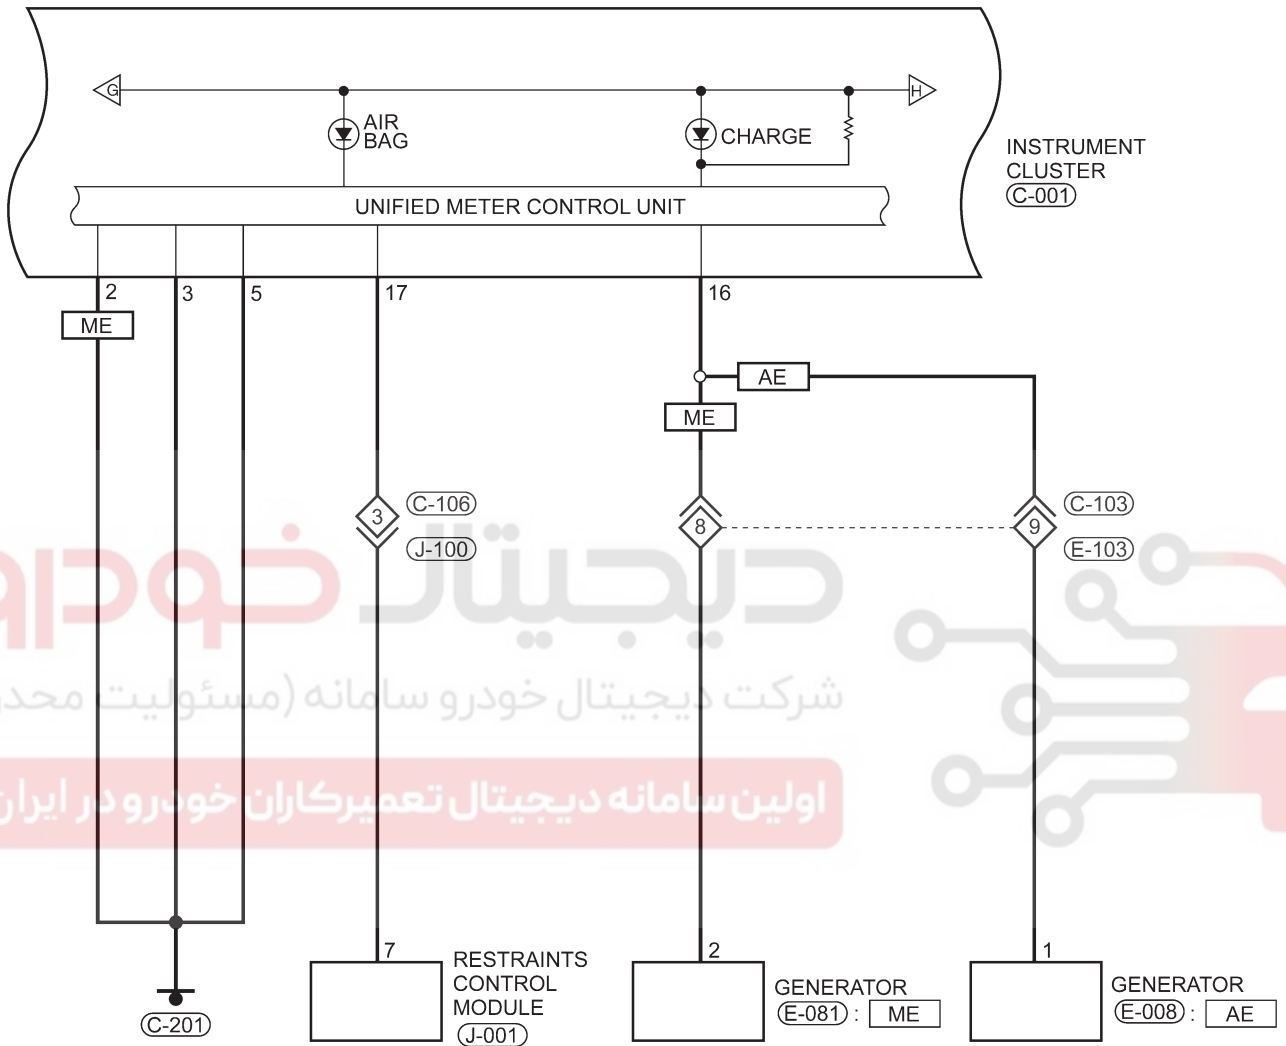 G
H
AIR
BAG
CHARGE
INSTRUMENT
CLUSTER
C-001
UNIFIED METER CONTROL UNIT
2
3
5
17
16
ME
AE
ME
3
C-106
J-100
8
9
C-103
E-103
دیجیتال خودرو
شرکت دیجیتال خودرو سامانه (مسئولیت محدو
اولین سامانه دیجیتال تعمیرکاران خودرو در ایران
7
2
1
RESTRAINTS
CONTROL
MODULE
J-001
GENERATOR
E-081 : ME
GENERATOR
E-008 : AE
C-201